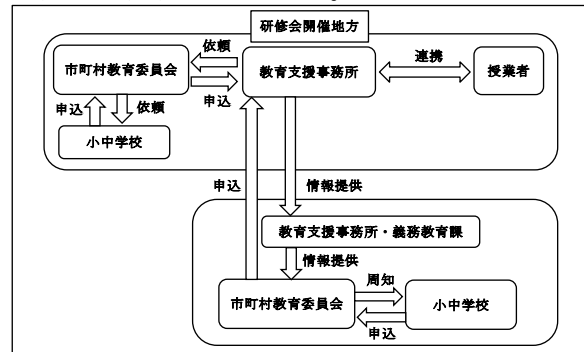 研修会開催地方
依頼
市町村教育委員会
教育支援事務所
連携
授業者
申込
申込
依頼
小中学校
申込
情報提供
教育支援事務所・義務教育課
情報提供
周知
市町村教育委員会
小中学校
申込